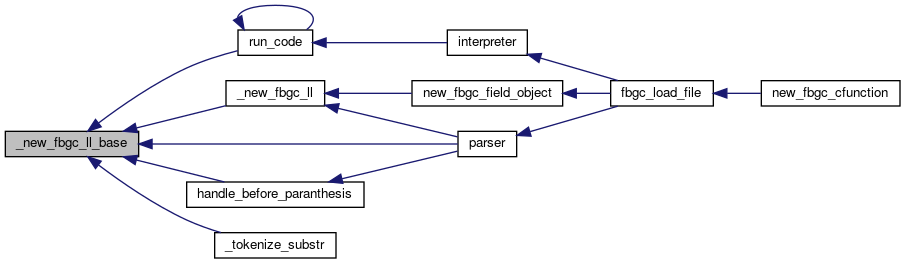 run_code
interpreter
_new_fbgc_ll
new_fbgc_field_object
fbgc_load_file
new_fbgc_cfunction
_new_fbgc_ll_base
parser
handle_before_paranthesis
_tokenize_substr